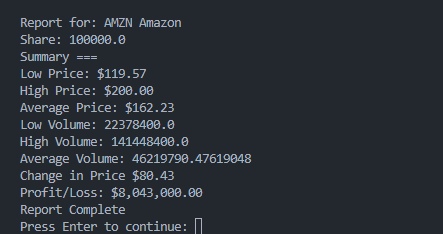 Report for: AMZN Amazon
Share: 100000.0
Summary ===
Low Price: $119.57
High Price: $200.00
Average Price: $162.23
Low Volume: 22378400.0
High Volume: 141448400.0
Average Volume: 46219790.47619048
Change in Price $80.43
Profit/Loss: $8,043,000.00
Report Complete
Press Enter to continue: